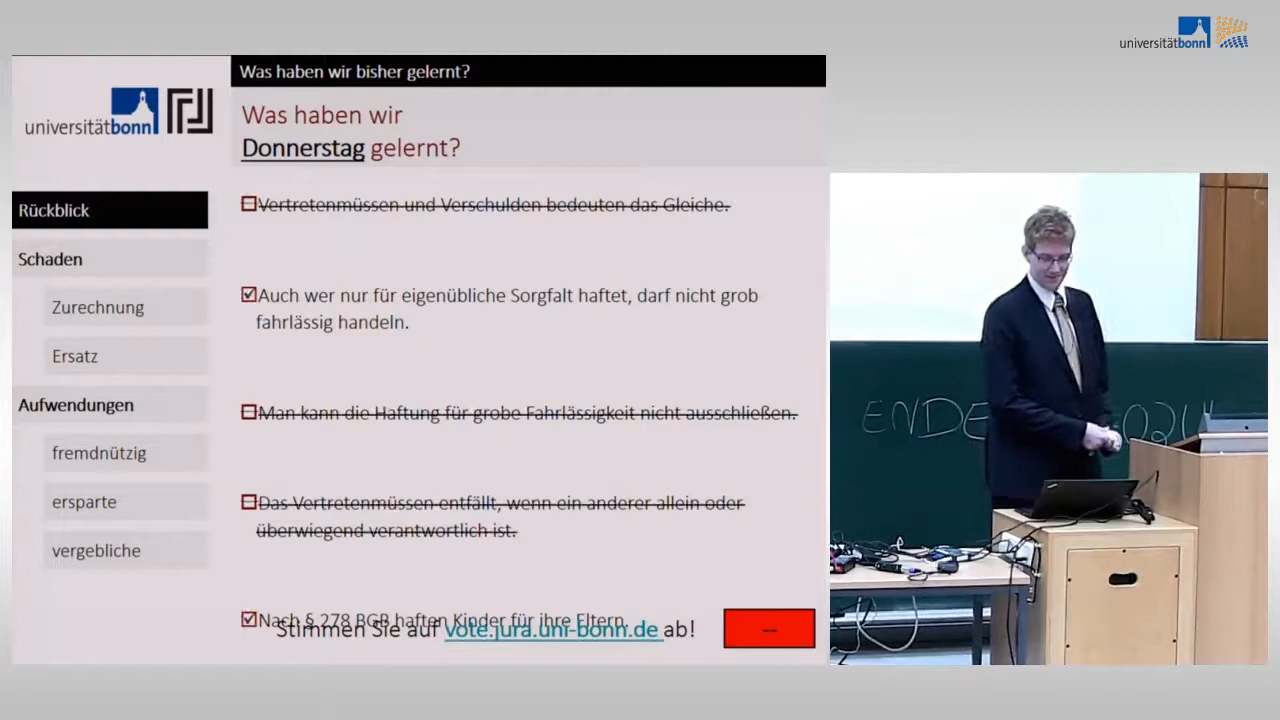 universitätbonn
Was haben wir bisher gelernt?
universitätbonn
Was haben wir
Donnerstag gelernt?
Rückblick
Schaden
Zurechnung
Ersatz
Aufwendungen
fremdnützig
ersparte
vergebliche
Vertretenmüssen und Verschulden bedeuten das Gleiche.
Auch wer nur für eigenübliche Sorgfalt haftet, darf nicht grob
fahrlässig handeln.
Man kann die Haftung für grobe Fahrlässigkeit nicht ausschließen.
Das Vertretenmüssen entfällt, wenn ein anderer allein oder
überwiegend verantwortlich ist.
Nach § 278 BGB haften Kinder für ihre Eltern.
Stimmen Sie auf vote.jura.uni-bonn.de ab!
--
ENDE